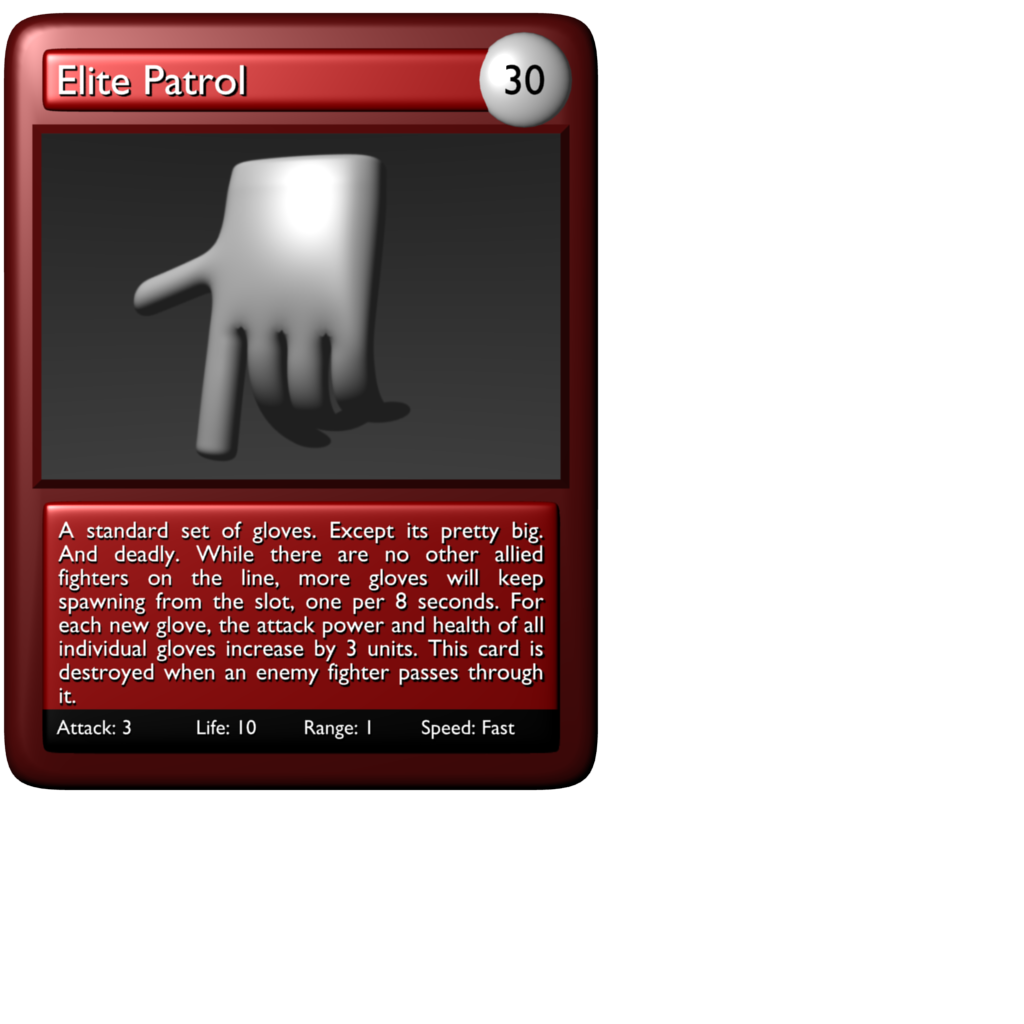 Elite Patrol
30
A standard set of gloves. Except its pretty big.
And deadly. While there are no other allied
fighters on the line, more gloves will keep
spawning from the slot, one per 8 seconds. For
each new glove, the attack power and health of all
individual gloves increase by 3 units. This card is
destroyed when an enemy fighter passes through
it.
Attack: 3 Life: 10 Range: 1 Speed: Fast